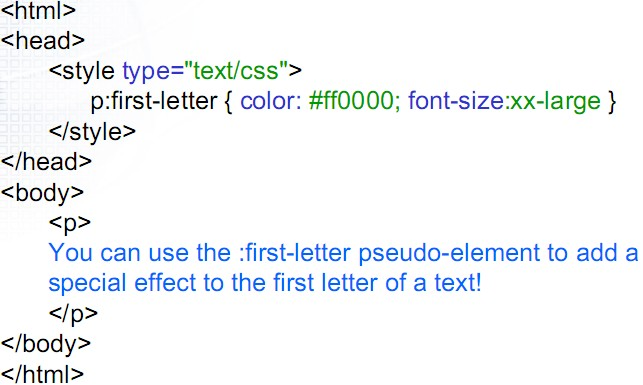 <html>
<head>
<style type="text/css">
p:first-letter { color: #ff0000; font-size:xx-large }
</style>
</head>
<body>
<p>
You can use the :first-letter pseudo-element to add a
special effect to the first letter of a text!
</p>
</body>
</html>